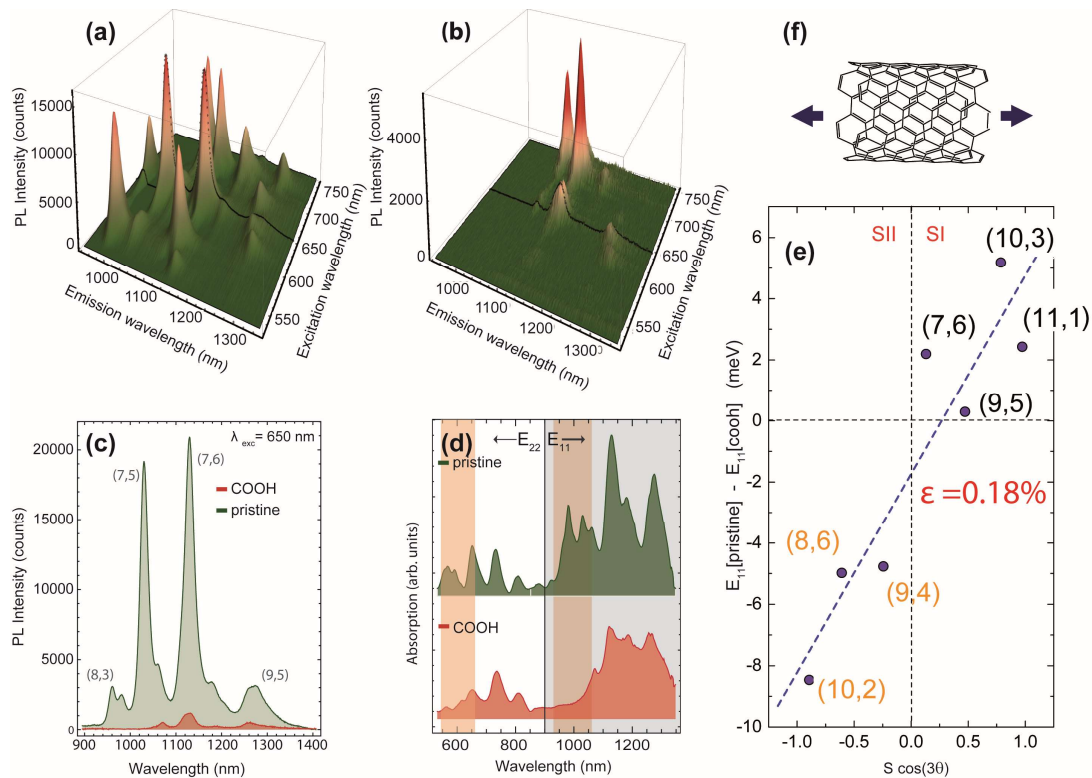 (a)
PL Intensity (counts)
15000
10000
5000
0
1000
1100
1200
1300
Emission wavelength (nm)
750
700
650
600
550
Excitation wavelength (nm)
(b)
PL Intensity (counts)
4000
2000
0
1000
1100
1200
1300
Emission wavelength (nm)
750
700
650
600
550
Excitation wavelength (nm)
(f)
(c)
λ exc = 650 nm
(7,5)
(7,6)
COOH
pristine
(8,3)
(9,5)
PL Intensity (counts)
20000
15000
10000
5000
0
900 1000 1100 1200 1300 1400
Wavelength (nm)
(d)
←E22 E11→
pristine
COOH
Absorption (arb. units)
600 800 1000 1200
Wavelength (nm)
(e)
SII SI
(10,3)
(11,1)
(7,6)
(9,5)
ε =0.18%
(8,6)
(9,4)
(10,2)
E11[pristine] - E11[cooh] (meV)
6
4
2
0
-2
-4
-6
-8
-10
-1.0 -0.5 0.0 0.5 1.0
S cos(3θ)